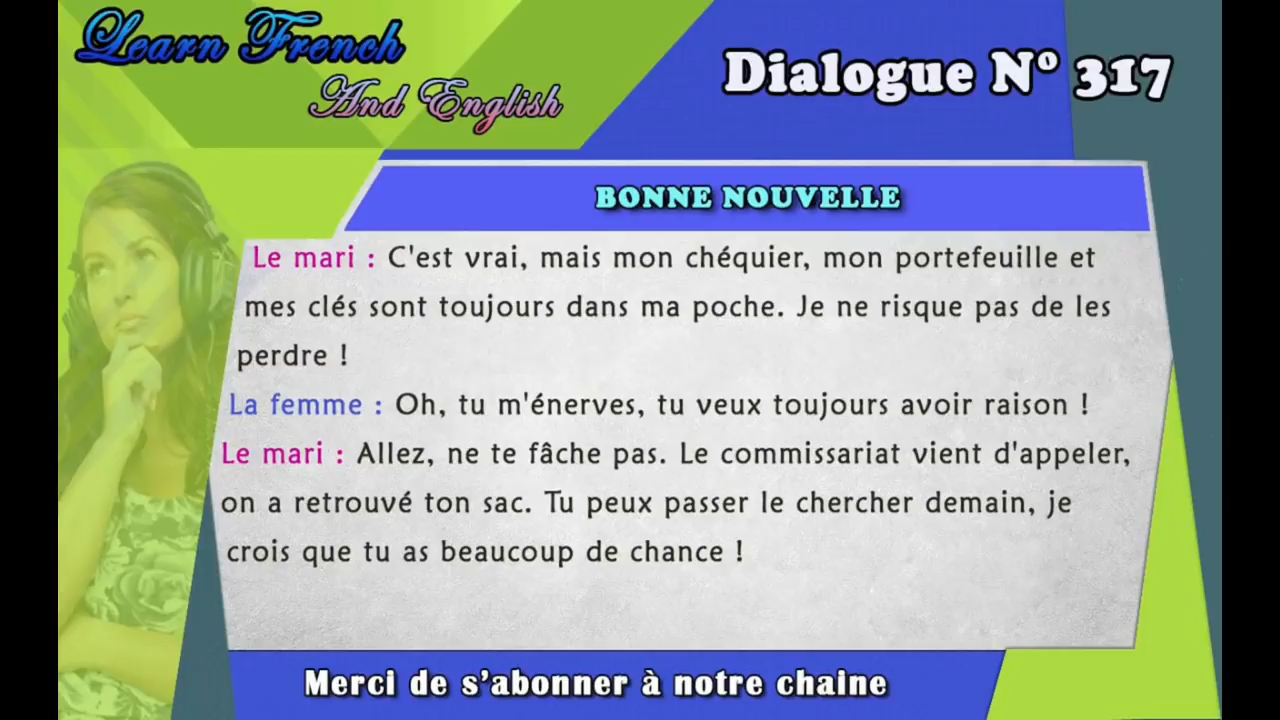 Learn French
And English
Dialogue Nº 317
BONNE NOUVELLE
Le mari : C'est vrai, mais mon chéquier, mon portefeuille et
mes clés sont toujours dans ma poche. Je ne risque pas de les
perdre !
La femme : Oh, tu m'énerves, tu veux toujours avoir raison !
Le mari : Allez, ne te fâche pas. Le commissariat vient d'appeler,
on a retrouvé ton sac. Tu peux passer le chercher demain, je
crois que tu as beaucoup de chance !
Merci de s’abonner à notre chaine